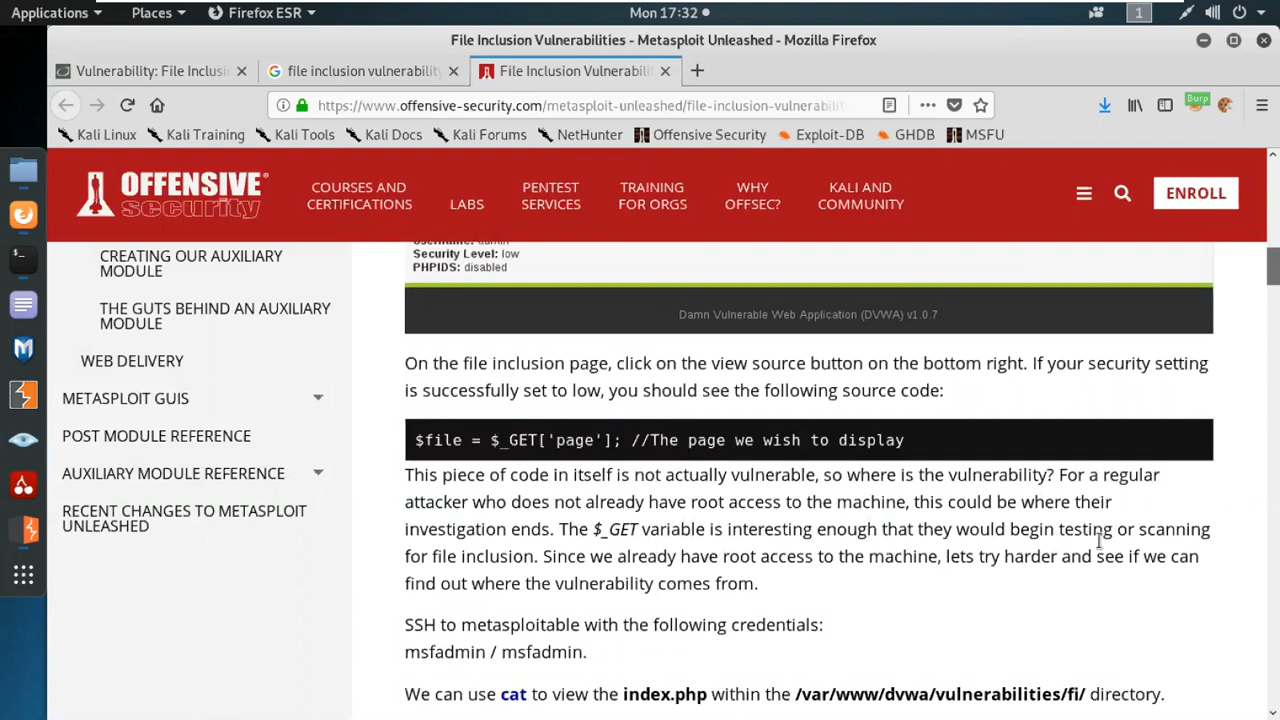 Applications
Places
Firefox ESR
Mon 17:32
1
File Inclusion Vulnerabilities - Metasploit Unleashed - Mozilla Firefox
Vulnerability: File Inclusi
file inclusion vulnerability
File Inclusion Vulnerabili
https://www.offensive-security.com/metasploit-unleashed/file-inclusion-vulnerabiliti
Burp
Kali Linux
Kali Training
Kali Tools
Kali Docs
Kali Forums
NetHunter
Offensive Security
Exploit-DB
GHDB
MSFU
OFFENSIVE
security
COURSES AND
CERTIFICATIONS
LABS
PENTEST
SERVICES
TRAINING
FOR ORGS
WHY
OFFSEC?
KALI AND
COMMUNITY
ENROLL
CREATING OUR AUXILIARY
MODULE
THE GUTS BEHIND AN AUXILIARY
MODULE
WEB DELIVERY
METASPLOIT GUIS
POST MODULE REFERENCE
AUXILIARY MODULE REFERENCE
RECENT CHANGES TO METASPLOIT
UNLEASHED
Username: admin
Security Level: low
PHPIDS: disabled
Damn Vulnerable Web Application (DVWA) v1.0.7
On the file inclusion page, click on the view source button on the bottom right. If your security setting
is successfully set to low, you should see the following source code:
$file = $_GET['page']; //The page we wish to display
This piece of code in itself is not actually vulnerable, so where is the vulnerability? For a regular
attacker who does not already have root access to the machine, this could be where their
investigation ends. The $_GET variable is interesting enough that they would begin testing or scanning
for file inclusion. Since we already have root access to the machine, lets try harder and see if we can
find out where the vulnerability comes from.
SSH to metasploitable with the following credentials:
msfadmin / msfadmin.
We can use cat to view the index.php within the /var/www/dvwa/vulnerabilities/fi/ directory.